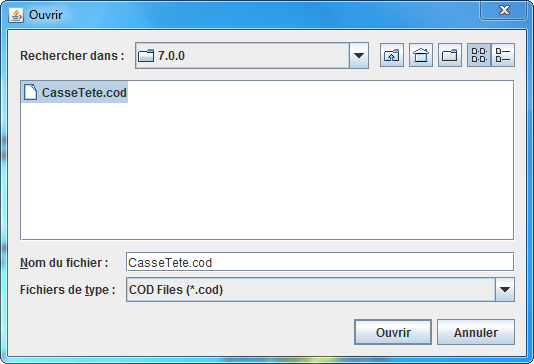 Ouvrir
Rechercher dans : 7.0.0
CasseTete.cod
Nom du fichier : CasseTete.cod
Fichiers de type : COD Files (*.cod)
Ouvrir Annuler